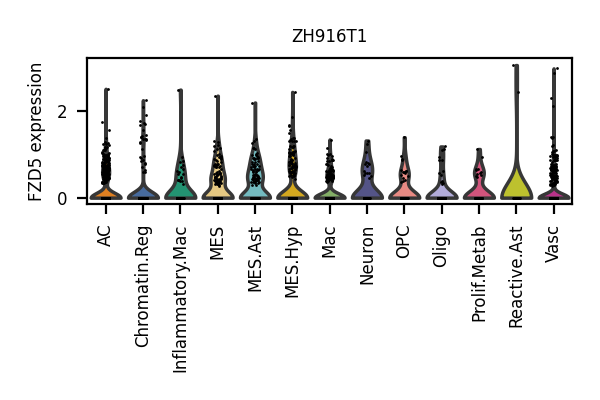 ZH916T1
FZD5 expression
2
0
AC
Chromatin.Reg
Inflammatory.Mac
MES
MES.Ast
MES.Hyp
Mac
Neuron
OPC
Oligo
Prolif.Metab
Reactive.Ast
Vasc